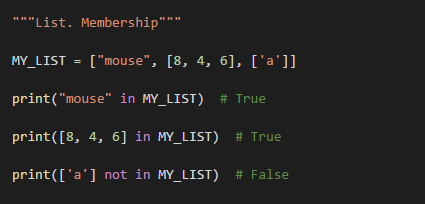 """List. Membership"""
MY_LIST = ["mouse", [8, 4, 6], ['a']]
print("mouse" in MY_LIST)  # True
print([8, 4, 6] in MY_LIST)  # True
print(['a'] not in MY_LIST)  # False